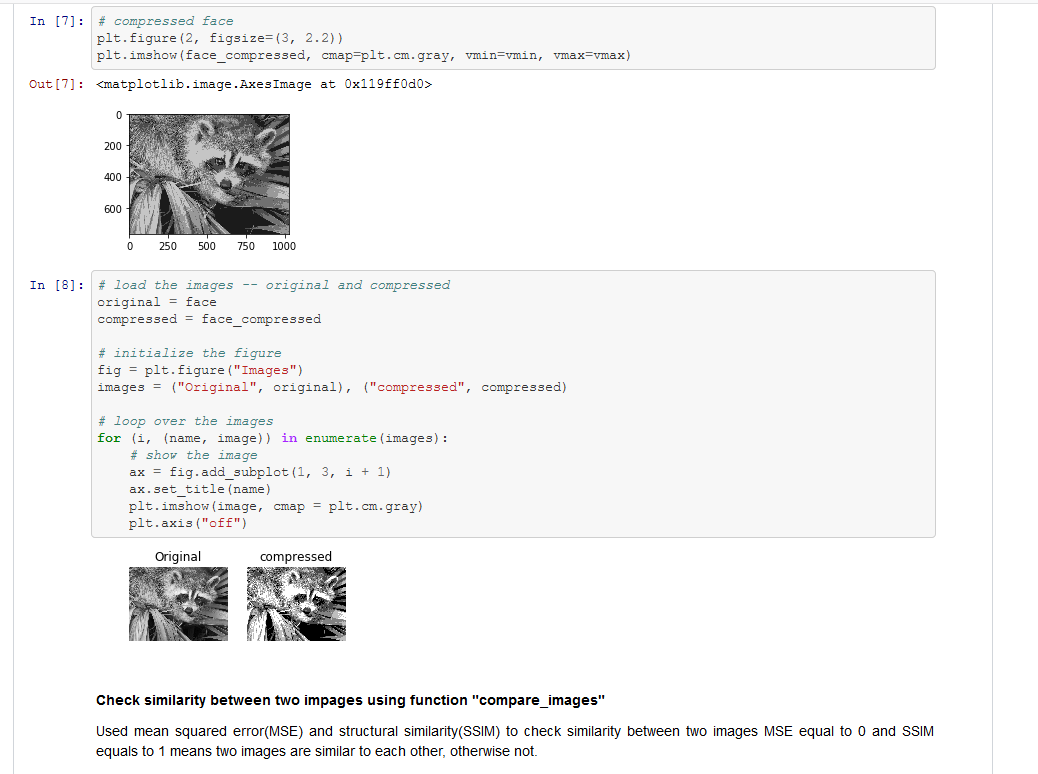 In [7]: # compressed face
plt.figure(2, figsize=(3, 2.2))
plt.imshow(face_compressed, cmap=plt.cm.gray, vmin=vmin, vmax=vmax)
Out[7]: <matplotlib.image.AxesImage at 0x119ff0d0>
0
200
400
600
0 250 500 750 1000
In [8]: # load the images -- original and compressed
original = face
compressed = face_compressed
# initialize the figure
fig = plt.figure("Images")
images = ("Original", original), ("compressed", compressed)
# loop over the images
for (i, (name, image)) in enumerate(images):
    # show the image
    ax = fig.add_subplot(1, 3, i + 1)
    ax.set_title(name)
    plt.imshow(image, cmap = plt.cm.gray)
    plt.axis("off")
Original compressed
Check similarity between two impages using function "compare_images"
Used mean squared error(MSE) and structural similarity(SSIM) to check similarity between two images MSE equal to 0 and SSIM
equals to 1 means two images are similar to each other, otherwise not.